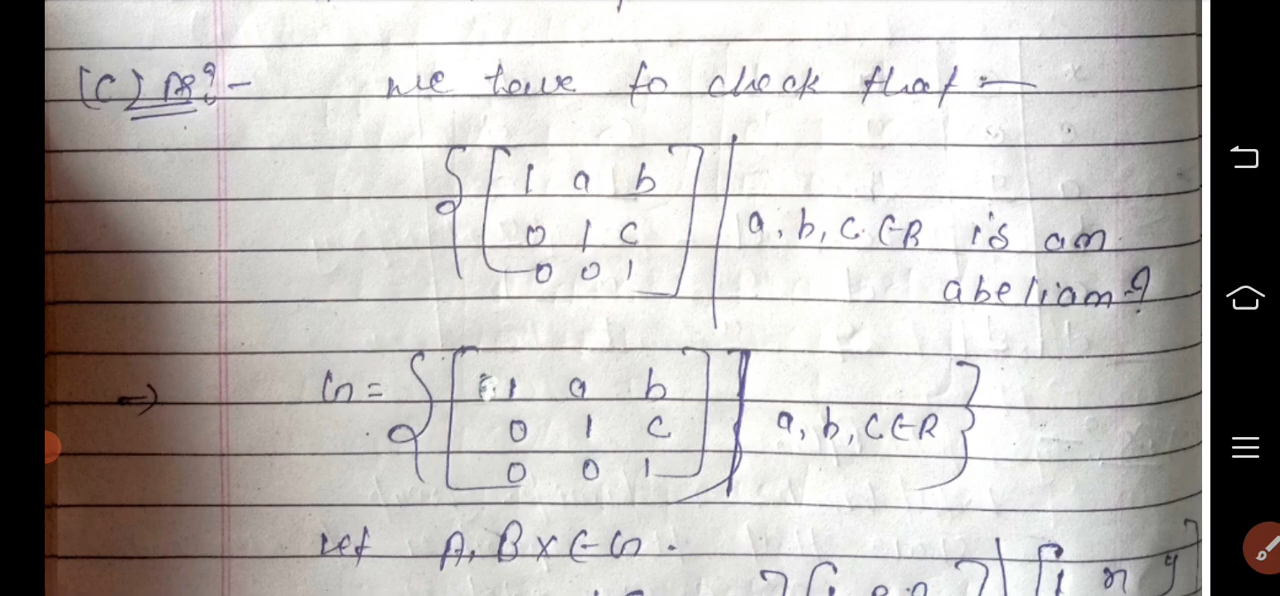 (C) As:- we have to check that :-
{ [ 1 a b
0 1 c
0 0 1 ] | a, b, c ∈ R is an
abelian?
=> G = { [ 1 a b
0 1 c
0 0 1 ] | a, b, c ∈ R }
Let A, B X ∈ G.